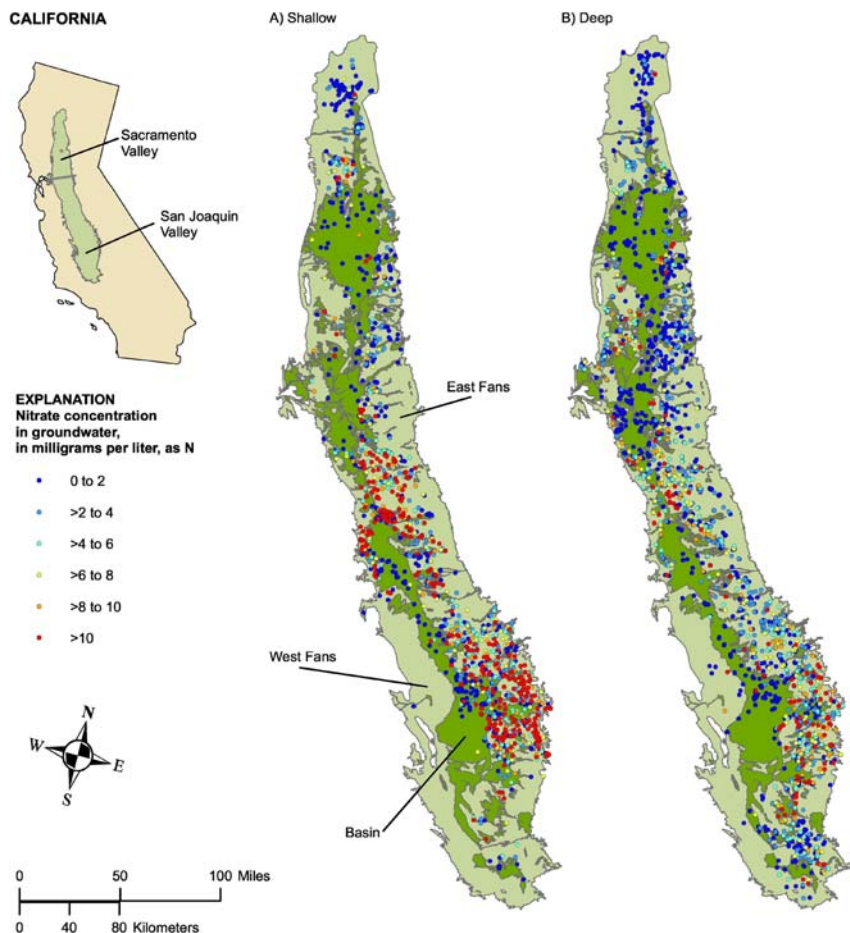 CALIFORNIA
Sacramento
Valley
San Joaquin
Valley
EXPLANATION
Nitrate concentration
in groundwater,
in milligrams per liter, as N
0 to 2
>2 to 4
>4 to 6
>6 to 8
>8 to 10
>10
N
W
E
S
0 50 100 Miles
0 40 80 Kilometers
A) Shallow
East Fans
West Fans
Basin
B) Deep